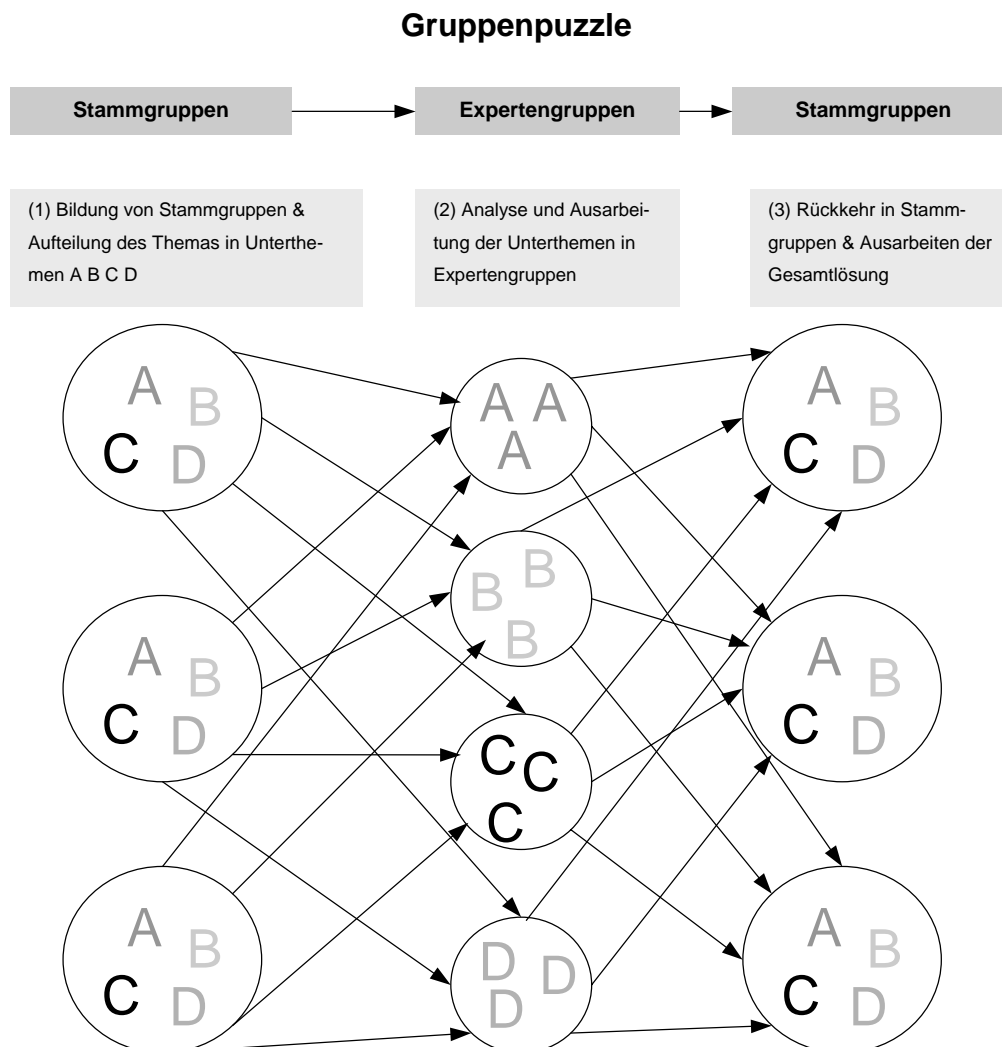 Gruppenpuzzle
Stammgruppen
Expertengruppen
Stammgruppen
(1) Bildung von Stammgruppen &
Aufteilung des Themas in Unterthe-
men A B C D
(2) Analyse und Ausarbei-
tung der Unterthemen in
Expertengruppen
(3) Rückkehr in Stamm-
gruppen & Ausarbeiten der
Gesamtlösung
A B
C D
A A
A
A B
C D
B B
B
A B
C D
A B
C D
C C
C
A B
C D
D D
D
A B
C D